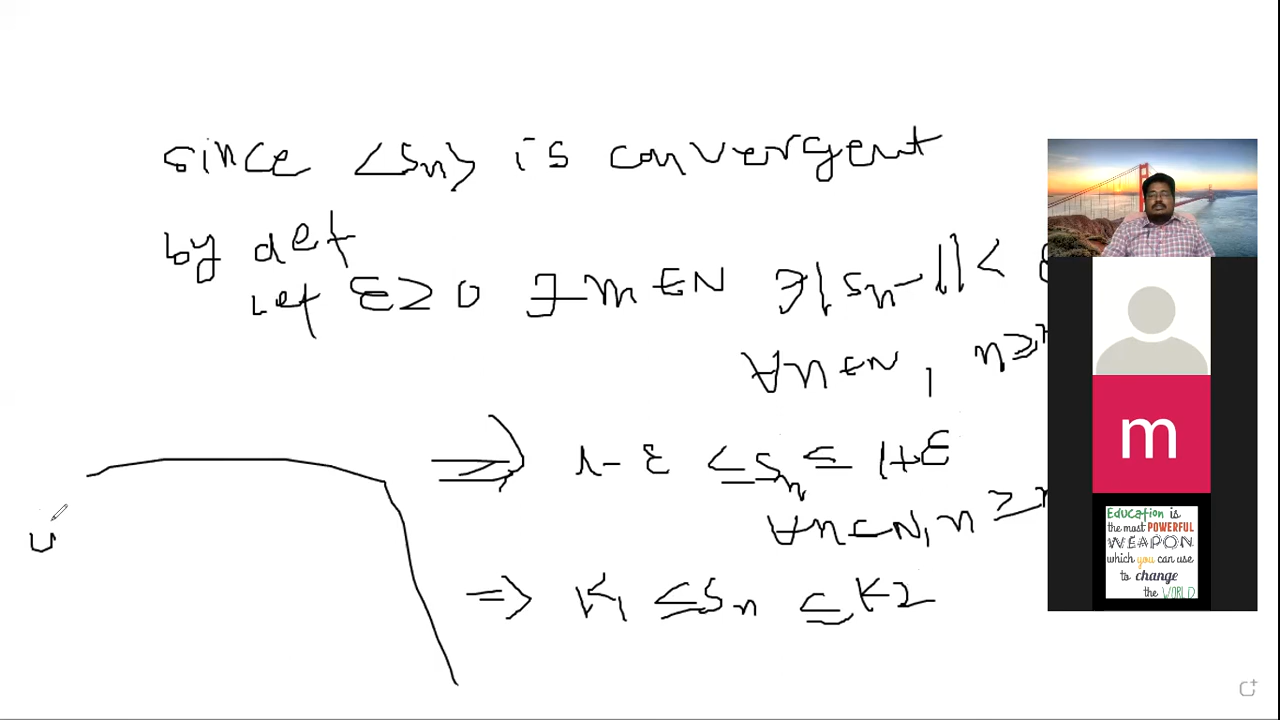 since <Sn> is convergent
by def
Let ε ≥ 0 ∃ m ∈ N ∋ |Sn - l| < ε
∀ n ∈ N, n ≥
⇒ l - ε ≤ Sn ≤ l + ε
∀ n ∈ N, n ≥
⇒ K1 ≤ Sn ≤ K2
m
Education is
the most POWERFUL
WEAPON
which you can use
to change
the WORLD